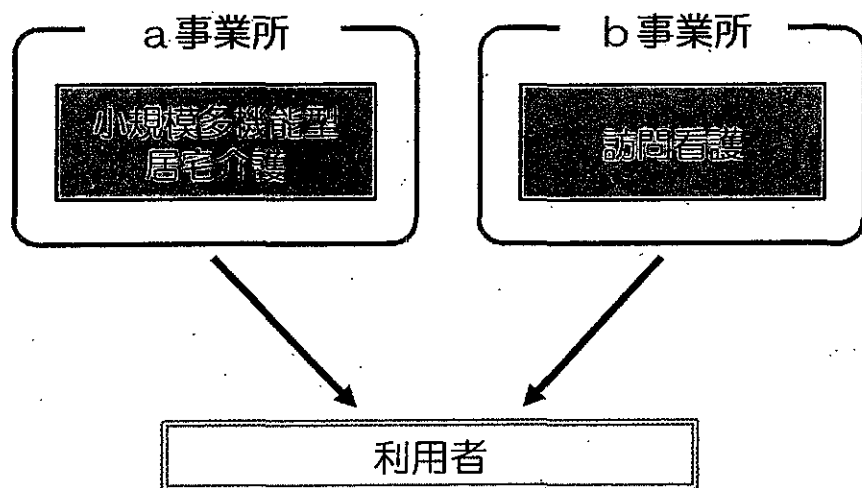 a事業所
b事業所
小規模多機能型
居宅介護
訪問看護
利用者